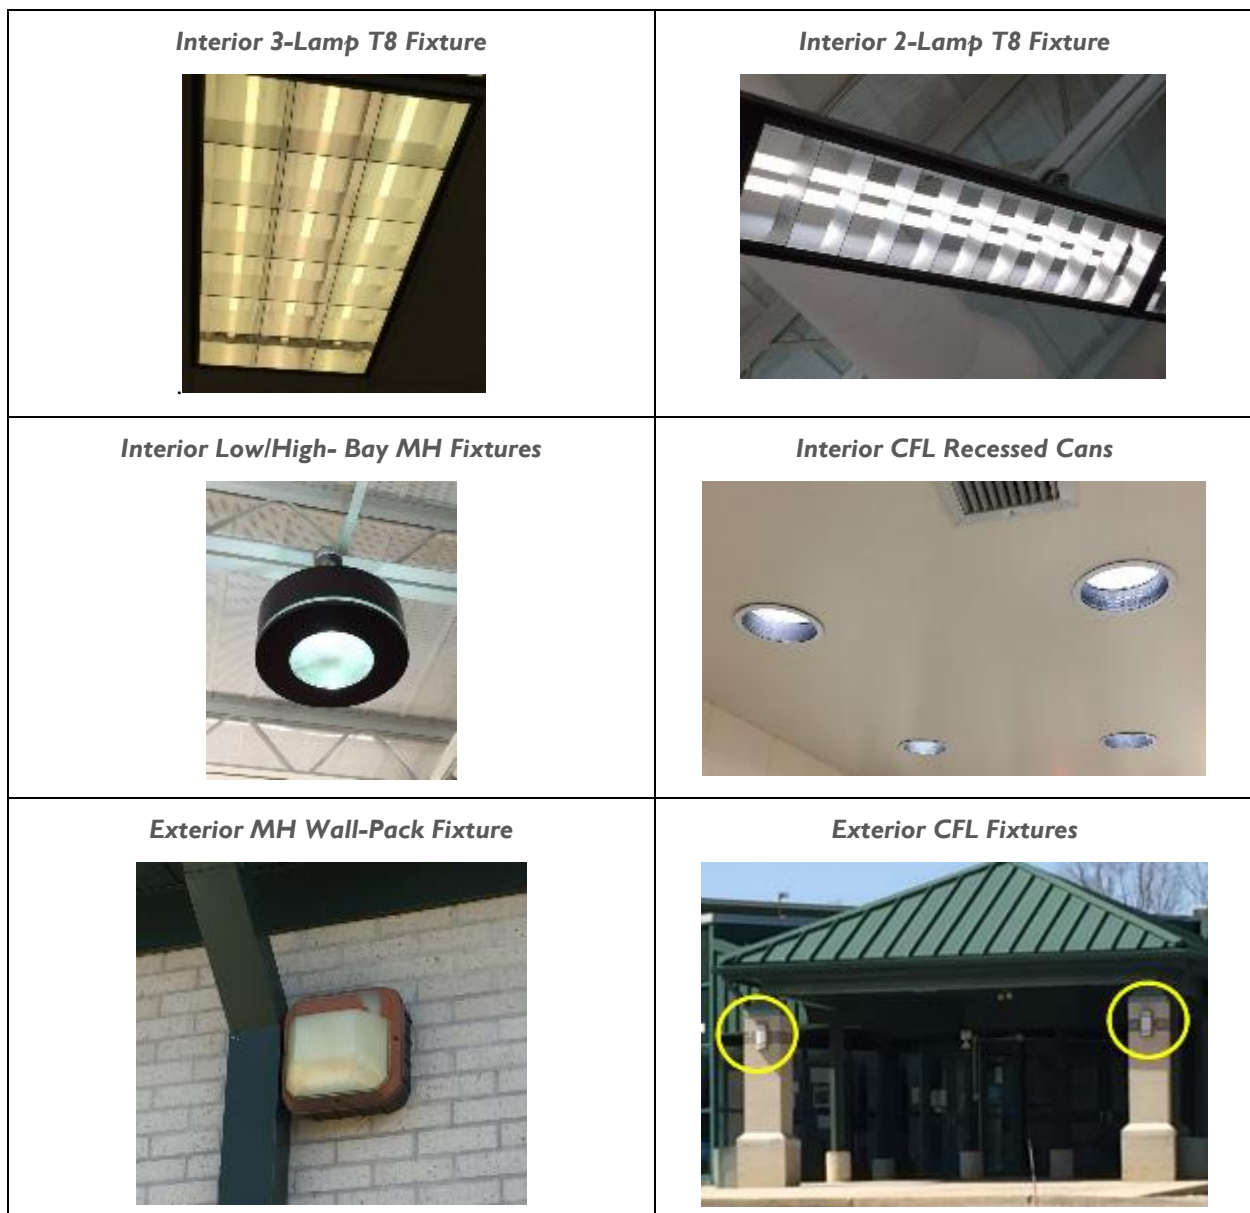 Interior 3-Lamp T8 Fixture
Interior 2-Lamp T8 Fixture
.
Interior Low/High- Bay MH Fixtures
Interior CFL Recessed Cans
Exterior MH Wall-Pack Fixture
Exterior CFL Fixtures